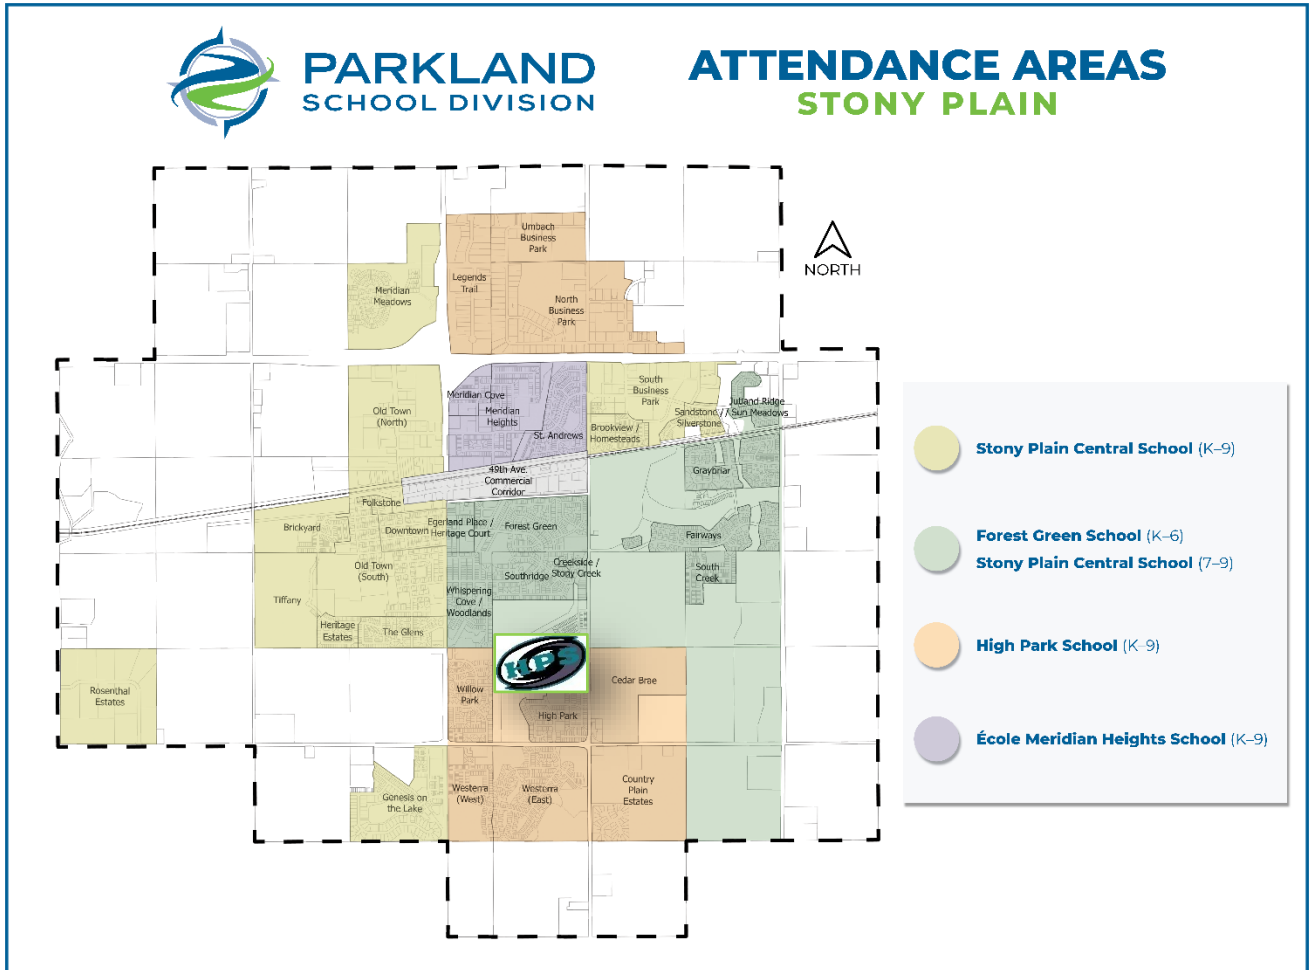 PARKLAND
SCHOOL DIVISION
ATTENDANCE AREAS
STONY PLAIN
NORTH
Umbach
Business
Park
Legends
Trail
North
Business
Park
Meridian
Meadows
Old Town
(North)
Meridian Cove
Meridian
Heights
St. Andrews
South
Business
Park
Brookview /
Homesteads
Sandstone //
Silverstone
Jutland Ridge
Sun Meadows
49th Ave.
Commercial
Corridor
Graybriar
Folkstone
Brickyard
Downtown
Egerland Place /
Heritage Court
Forest Green
Fairways
Old Town
(South)
Southridge
Creekside /
Stony Creek
South
Creek
Tiffany
Whispering
Cove /
Woodlands
Heritage
Estates
The Glens
HPS
Rosenthal
Estates
Willow
Park
High Park
Cedar Brae
Genesis on
the Lake
Westerra
(West)
Westerra
(East)
Country
Plain
Estates
Stony Plain Central School (K–9)
Forest Green School (K–6)
Stony Plain Central School (7–9)
High Park School (K–9)
École Meridian Heights School (K–9)